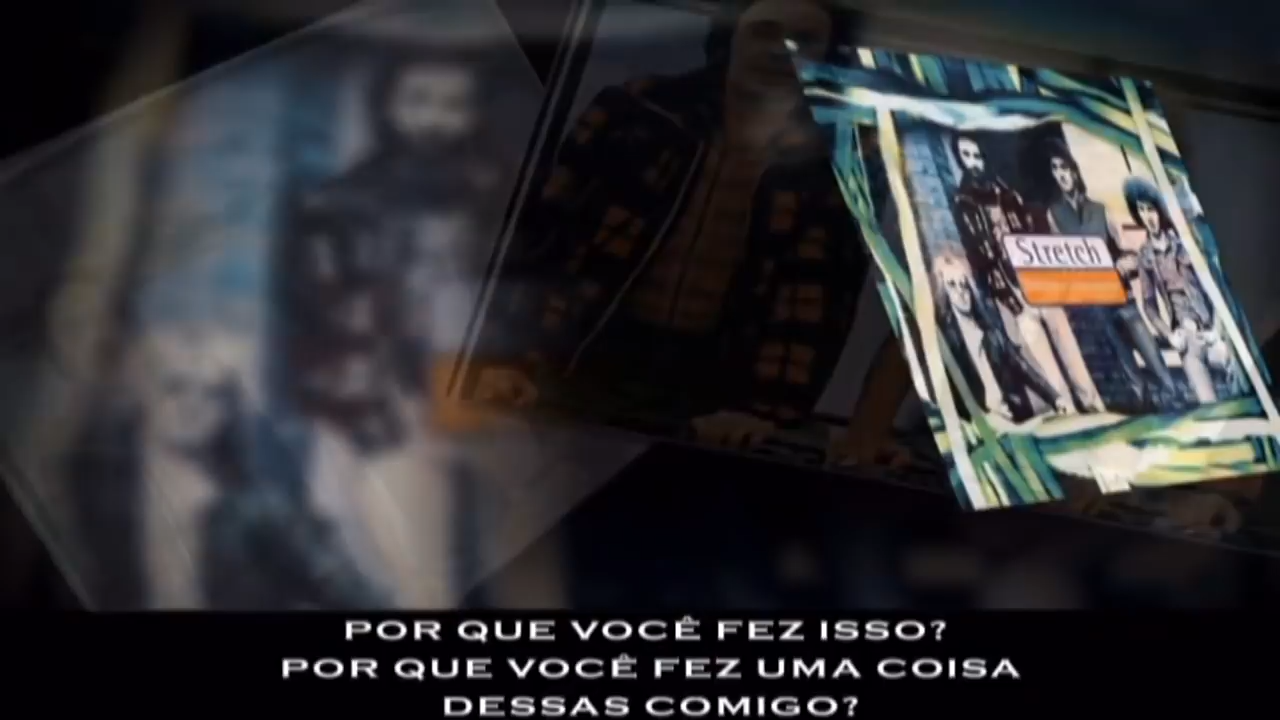 Stretch
POR QUE VOCÊ FEZ ISSO?
POR QUE VOCÊ FEZ UMA COISA
DESSAS COMIGO?